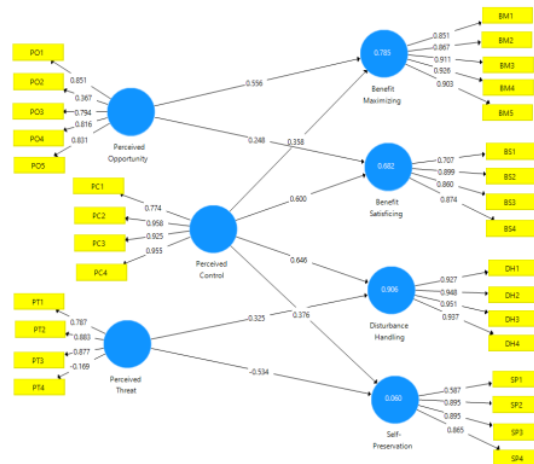 PO1
PO2
PO3
PO4
PO5
0.851
0.367
0.794
0.816
0.831
Perceived
Opportunity
PC1
PC2
PC3
PC4
0.774
0.958
0.925
0.955
Perceived
Control
PT1
PT2
PT3
PT4
0.787
0.883
0.877
-0.169
Perceived
Threat
0.556
0.248
0.358
0.600
0.646
0.376
0.325
-0.534
0.785
Benefit
Maximizing
0.851
0.867
0.911
0.926
0.903
BM1
BM2
BM3
BM4
BM5
0.682
Benefit
Satisficing
0.707
0.899
0.860
0.874
BS1
BS2
BS3
BS4
0.906
Disturbance
Handling
0.927
0.948
0.951
0.937
DH1
DH2
DH3
DH4
0.060
Self-
Preservation
0.587
0.895
0.895
0.865
SP1
SP2
SP3
SP4